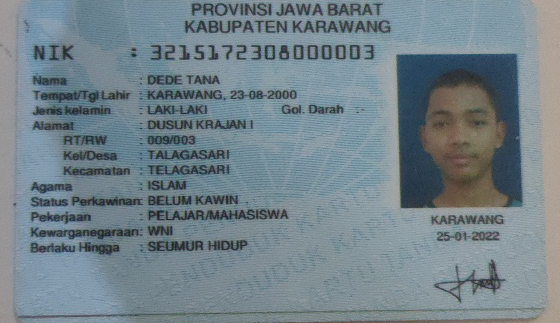 PROVINSI JAWA BARAT
KABUPATEN KARAWANG
NIK : 3215172308000003
Nama : DEDE TANA
Tempat/Tgl Lahir : KARAWANG, 23-08-2000
Jenis kelamin : LAKI-LAKI Gol. Darah :-
Alamat : DUSUN KRAJAN I
RT/RW : 009/003
Kel/Desa : TALAGASARI
Kecamatan : TELAGASARI
Agama : ISLAM
Status Perkawinan: BELUM KAWIN
Pekerjaan : PELAJAR/MAHASISWA
Kewarganegaraan: WNI
Berlaku Hingga : SEUMUR HIDUP
KARAWANG
25-01-2022